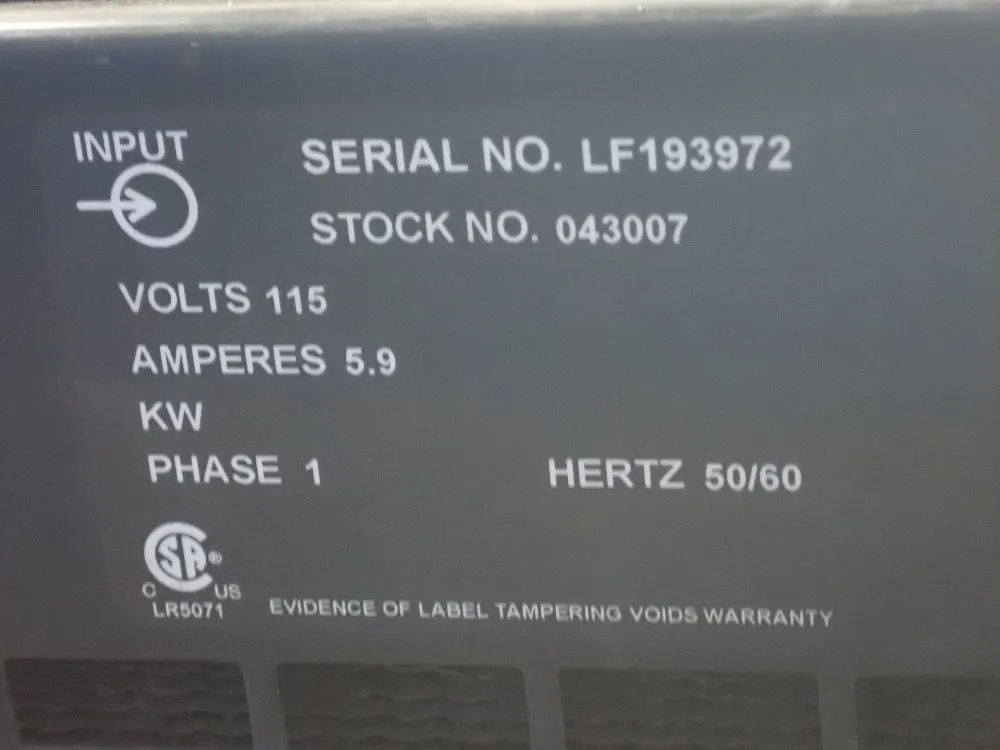 INPUT
SERIAL NO. LF193972
STOCK NO. 043007
VOLTS 115
AMPERES 5.9
KW
PHASE 1
HERTZ 50/60
SA®
C US
LR5071
EVIDENCE OF LABEL TAMPERING VOIDS WARRANTY